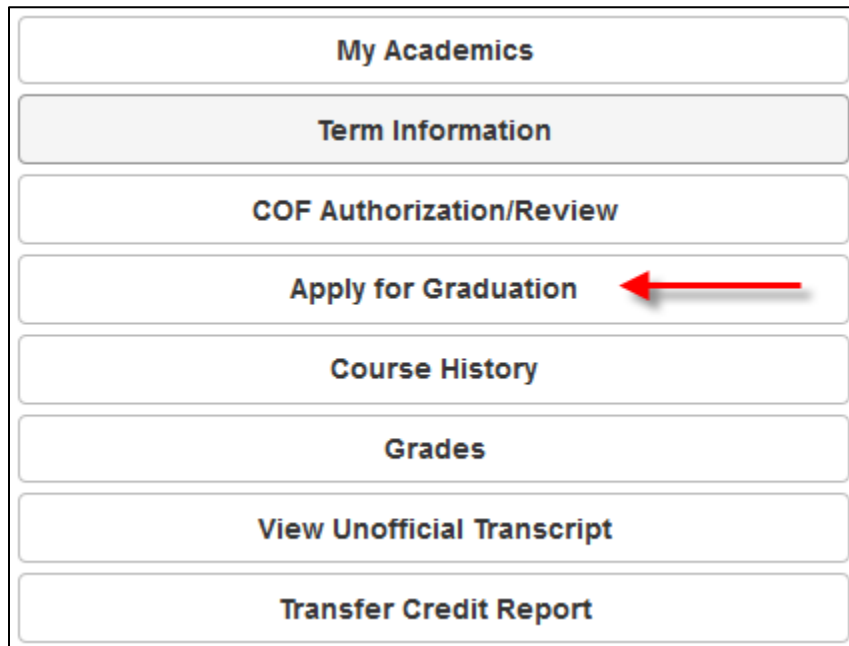 My Academics
Term Information
COF Authorization/Review
Apply for Graduation
Course History
Grades
View Unofficial Transcript
Transfer Credit Report